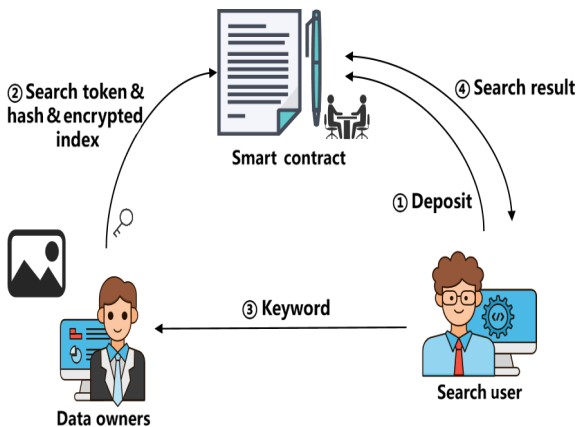 ② Search token &
hash & encrypted
index
Smart contract
④ Search result
① Deposit
③ Keyword
Data owners
Search user